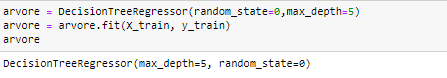 arvore = DecisionTreeRegressor(random_state=0,max_depth=5)
arvore = arvore.fit(X_train, y_train)
arvore
DecisionTreeRegressor(max_depth=5, random_state=0)